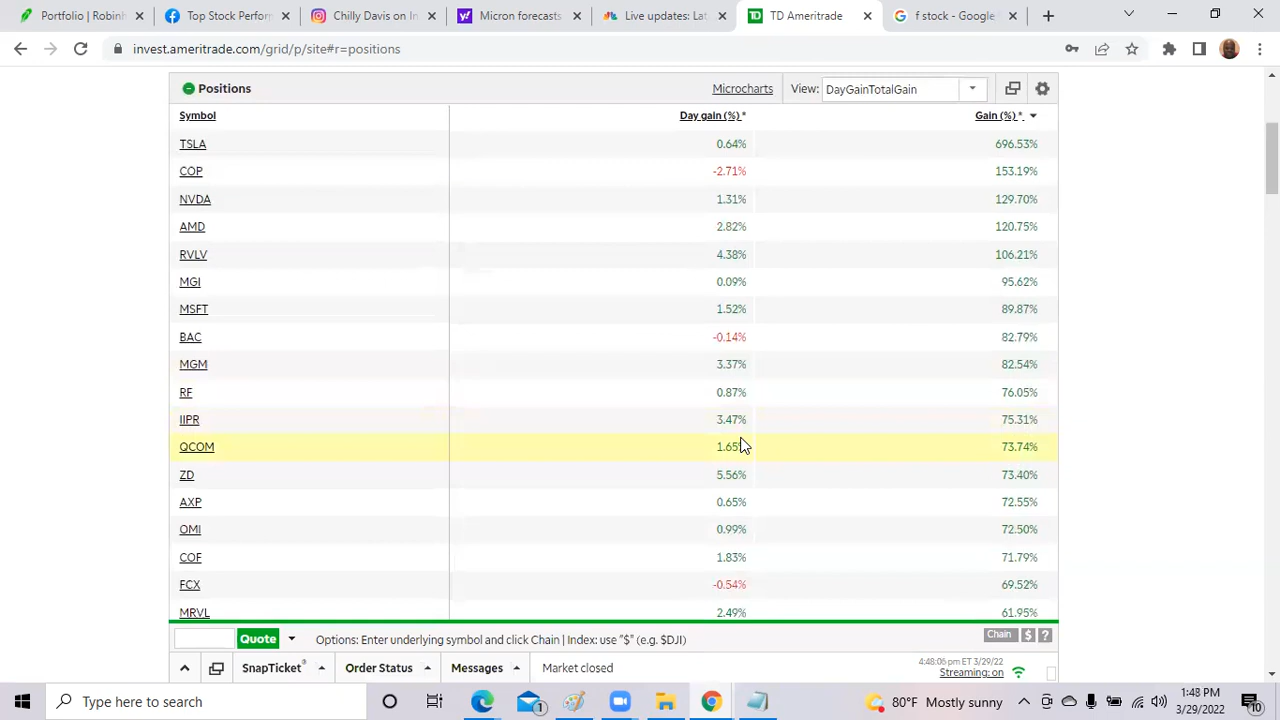 olio | Robinh
Top Stock Perform
Chilly Davis on In
MUron forecasts
Live updates: Lat
TD Ameritrade
f stock - Google
invest.ameritrade.com/grid/p/site#r=positions
Positions Microcharts View: DayGainTotalGain
Symbol Day gain (%) * Gain (%) *
TSLA 0.64% 696.53%
COP -2.71% 153.19%
NVDA 1.31% 129.70%
AMD 2.82% 120.75%
RVLV 4.38% 106.21%
MGI 0.09% 95.62%
MSFT 1.52% 89.87%
BAC -0.14% 82.79%
MGM 3.37% 82.54%
RF 0.87% 76.05%
IIPR 3.47% 75.31%
QCOM 1.65% 73.74%
ZD 5.56% 73.40%
AXP 0.65% 72.55%
OMI 0.99% 72.50%
COF 1.83% 71.79%
FCX -0.54% 69.52%
MRVL 2.49% 61.95%
Quote Options: Enter underlying symbol and click Chain | Index: use "$" (e.g. $DJI) Chain $ ?
SnapTicket® Order Status Messages Market closed
4:48:06 pm ET 3/29/22
Streaming: on
Type here to search
1
80°F Mostly sunny
1:48 PM
3/29/2022
10